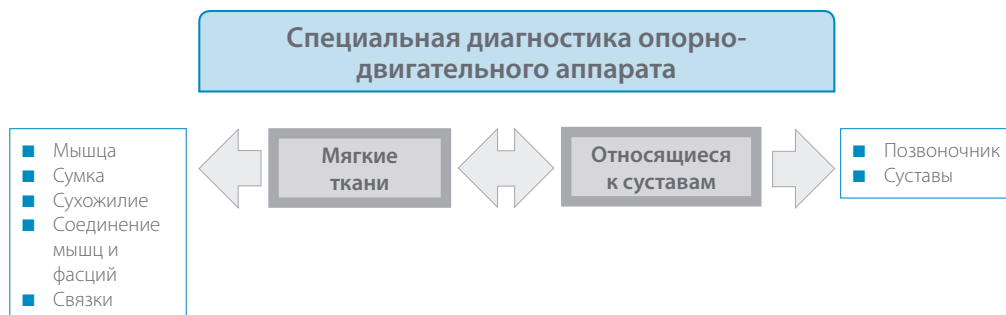 Специальная диагностика опорно-
двигательного аппарата
■ Мышца
■ Сумка
■ Сухожилие
■ Соединение
мышц и
фасций
■ Связки
Мягкие
ткани
Относящиеся
к суставам
■ Позвоночник
■ Суставы